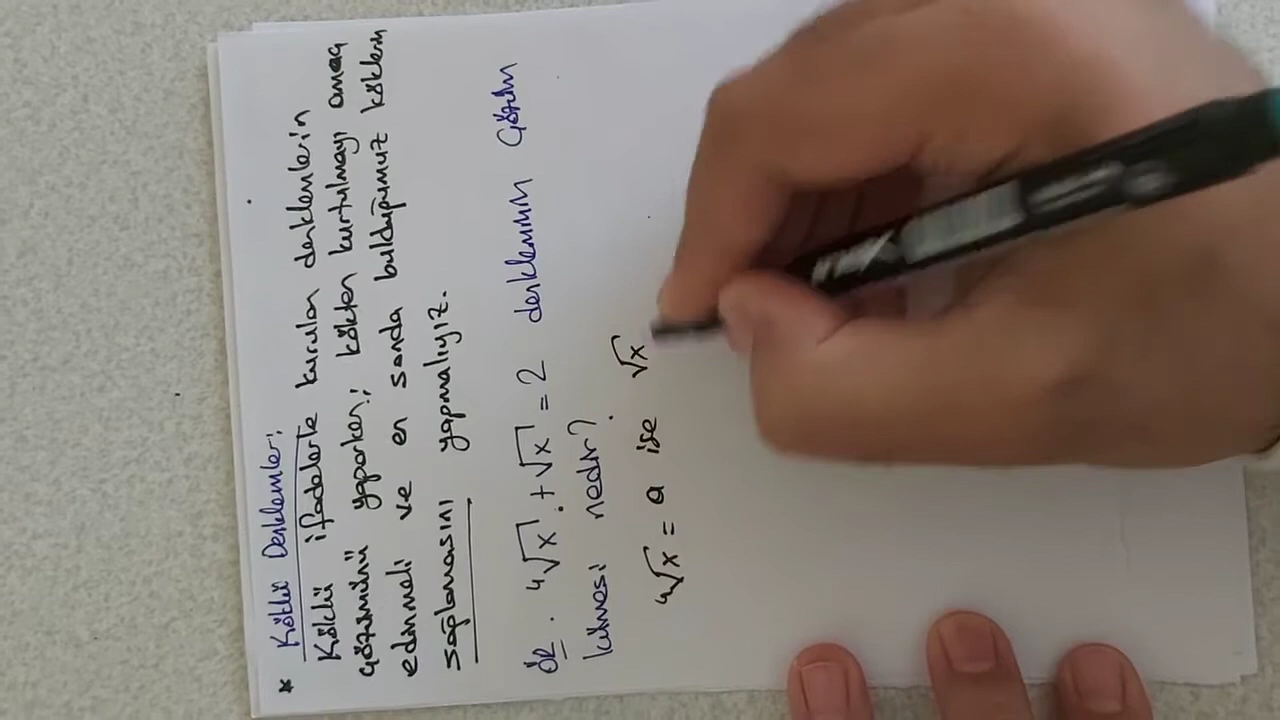 * Köklü Denklemler;
Köklü ifadelerle kurulan denklemlerin
çözümünü yaparken; kökten kurtulmayı amaç
edinmeli ve en sonda bulduğumuz köklerin
sağlamasını yapmalıyız.
ÖR. ⁴√x + √x = 2 denkleminin çözüm
kümesi nedir?
⁴√x = a ise √x